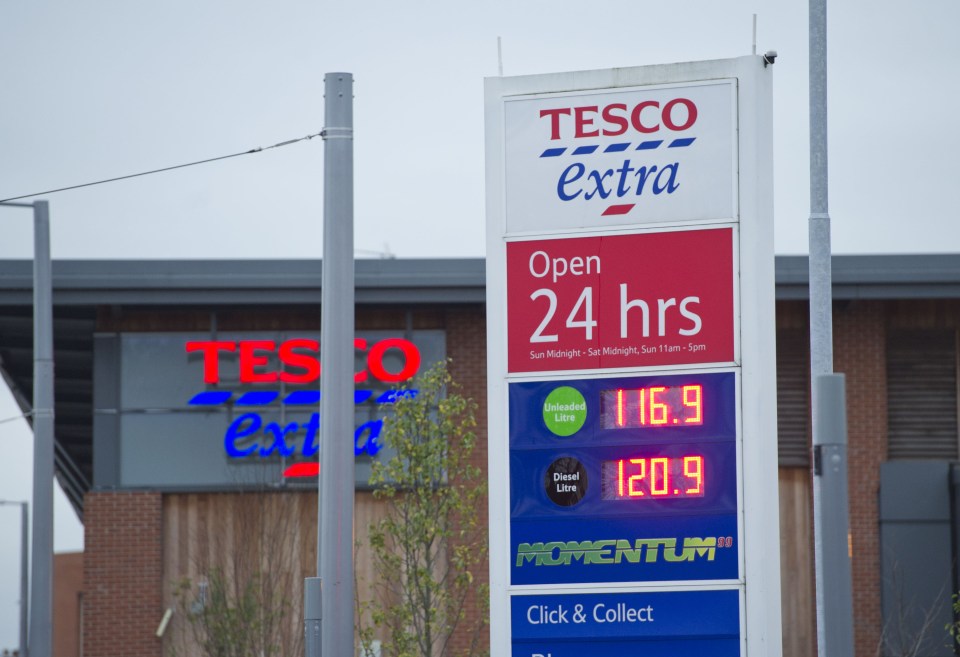 TESCO
extra
TESCO
extra
Open
24 hrs
Sun Midnight - Sat Midnight, Sun 11am - 5pm
Unleaded
Litre
116.9
Diesel
Litre
120.9
MOMENTUM99
Click & Collect